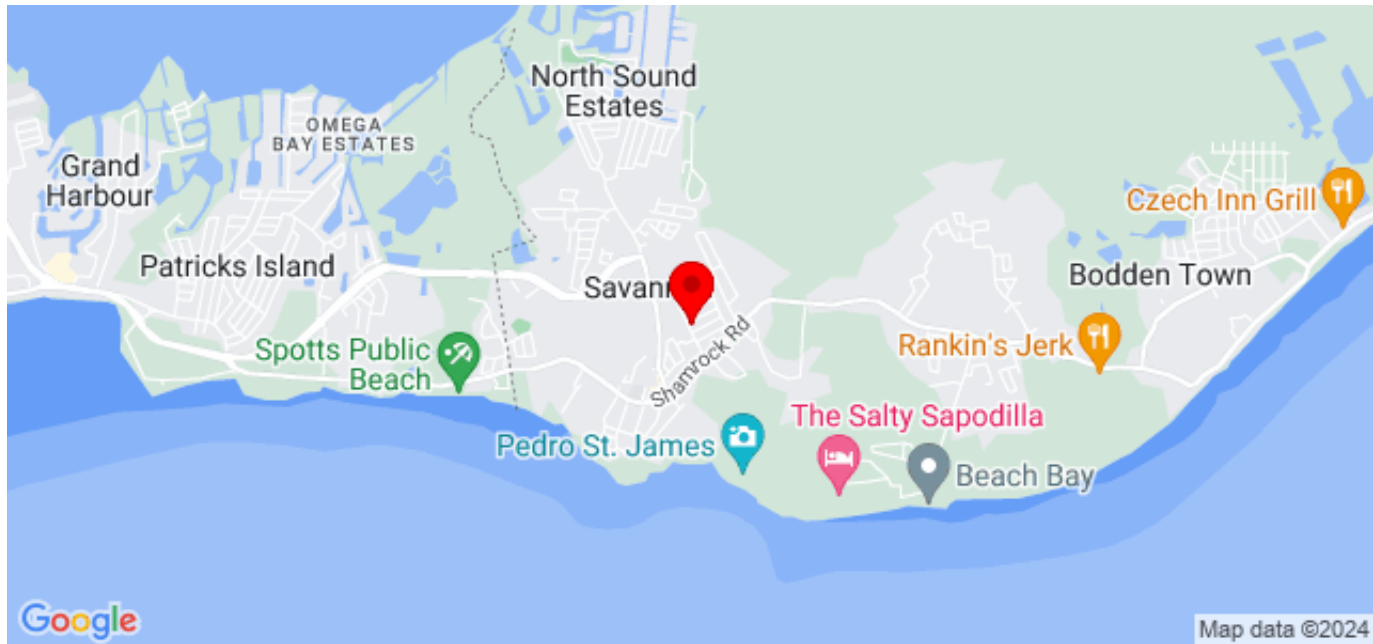 North Sound
Estates
OMEGA
BAY ESTATES
Grand
Harbour
Czech Inn Grill
Patricks Island
Bodden Town
Spotts Public
Beach
Rankin's Jerk
Shamrock Rd
The Salty Sapodilla
Pedro St. James
Beach Bay
Google
Map data ©2024